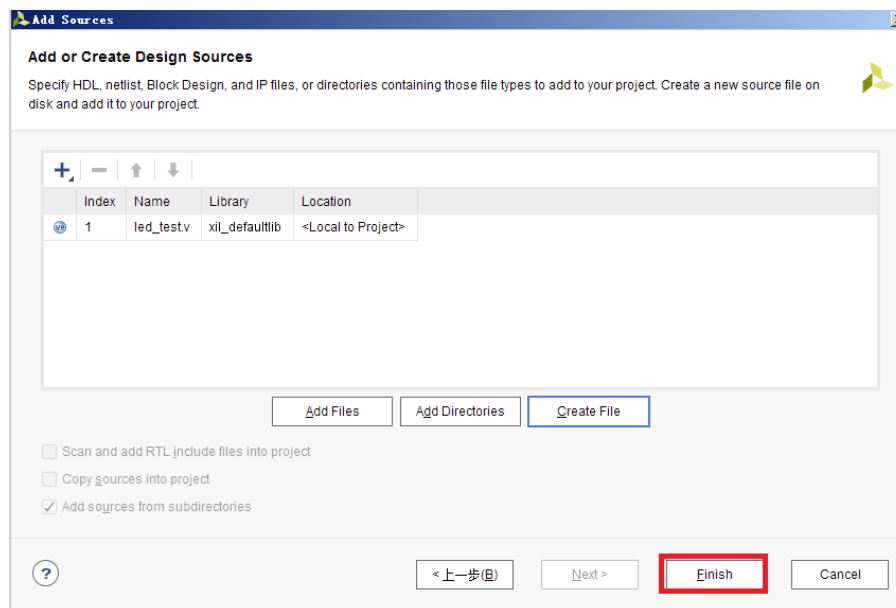 Add Sources
Add or Create Design Sources
Specify HDL, netlist, Block Design, and IP files, or directories containing those file types to add to your project. Create a new source file on
disk and add it to your project.
Index Name Library Location
1 led_test.v xil_defaultlib <Local to Project>
Add Files Add Directories Create File
Scan and add RTL include files into project
Copy sources into project
Add sources from subdirectories
? <上一步(B) Next > Finish Cancel